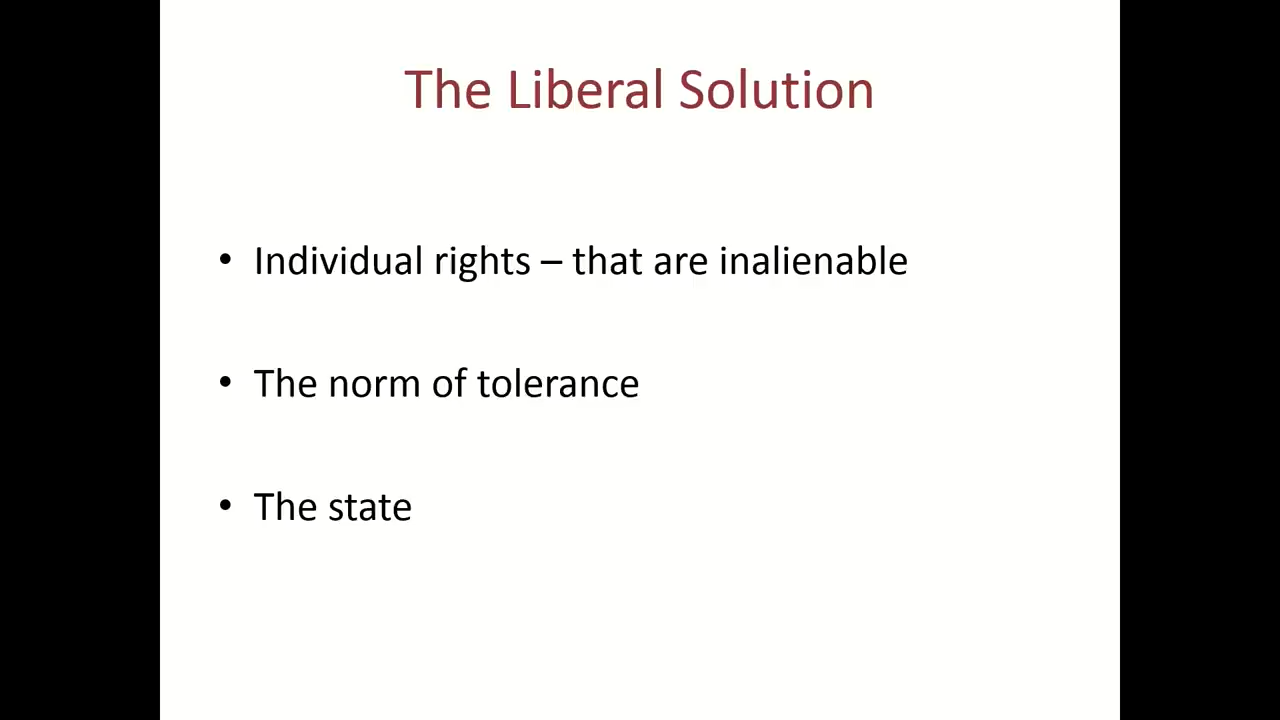 The Liberal Solution
• Individual rights – that are inalienable
• The norm of tolerance
• The state